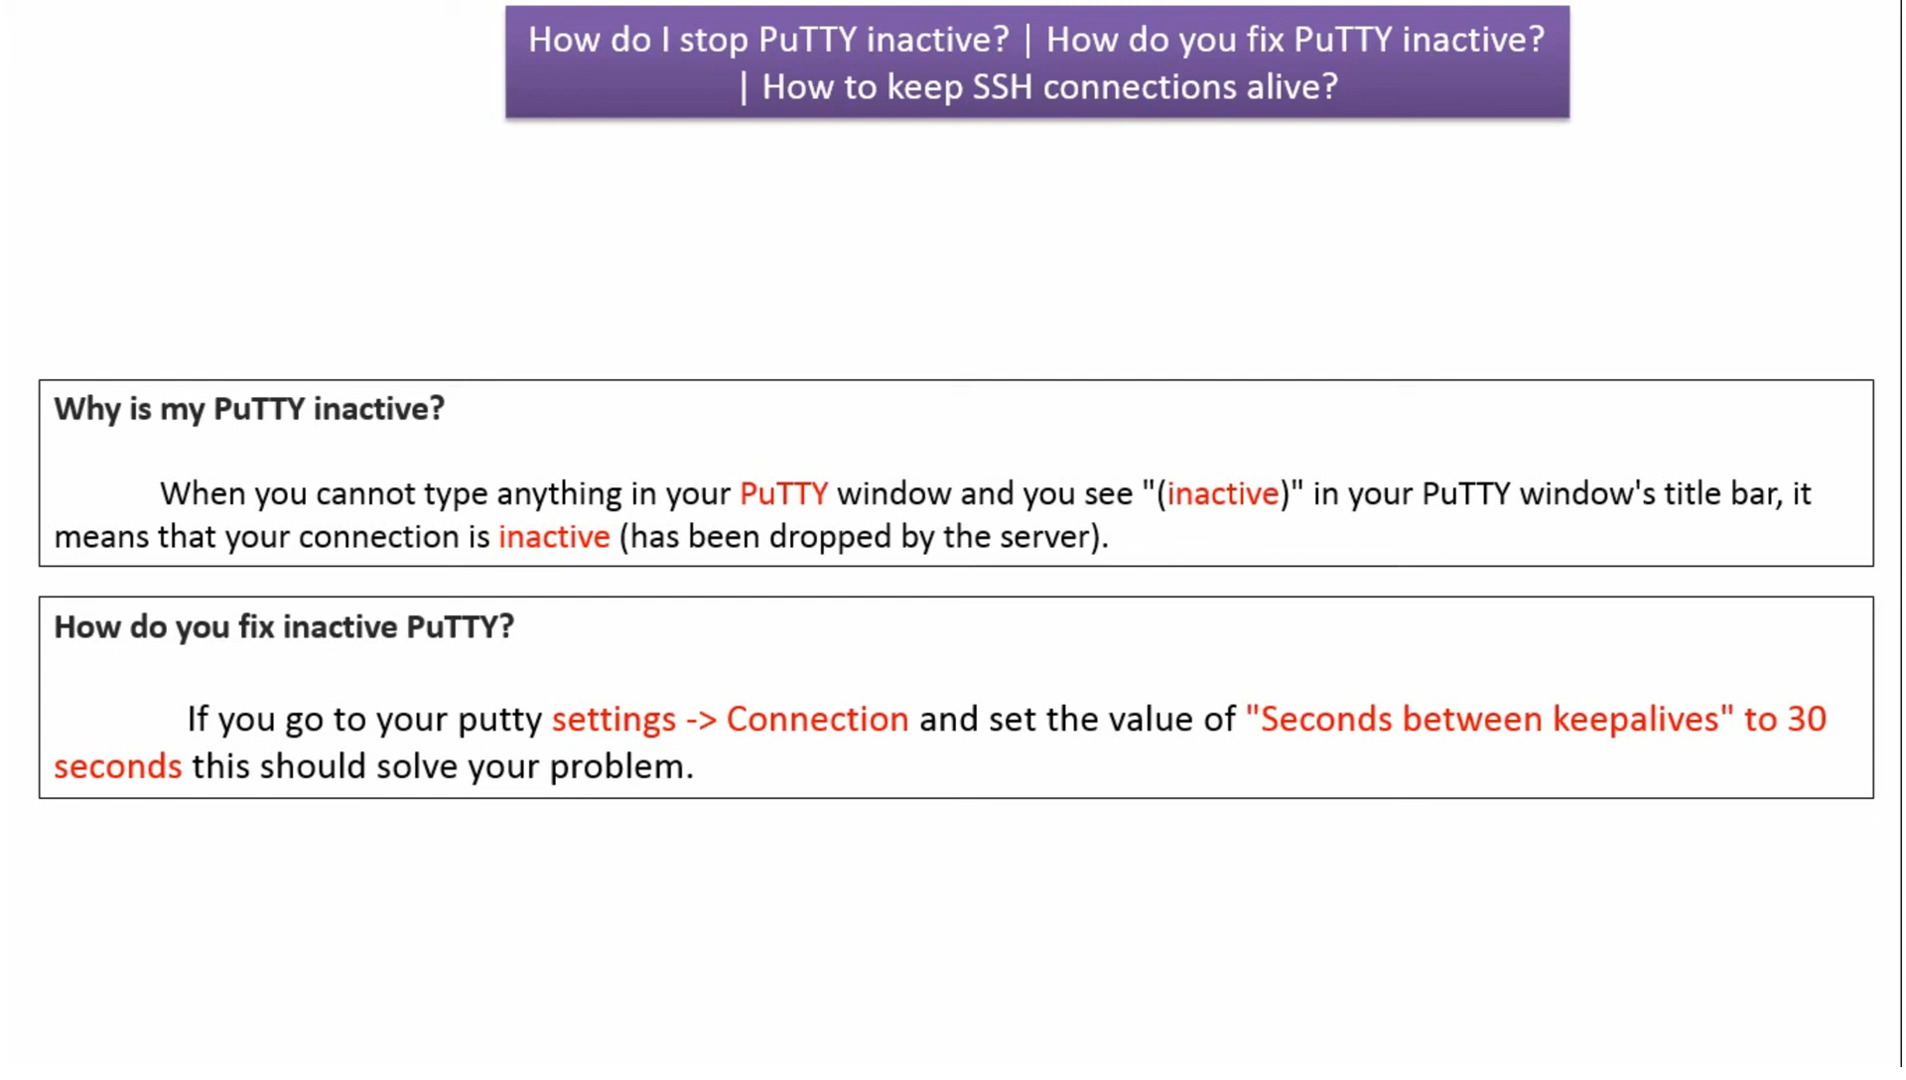 How do I stop PuTTY inactive? | How do you fix PuTTY inactive?
| How to keep SSH connections alive?
Why is my PuTTY inactive?
When you cannot type anything in your PuTTY window and you see "(inactive)" in your PuTTY window's title bar, it
means that your connection is inactive (has been dropped by the server).
How do you fix inactive PuTTY?
If you go to your putty settings -> Connection and set the value of "Seconds between keepalives" to 30
seconds this should solve your problem.